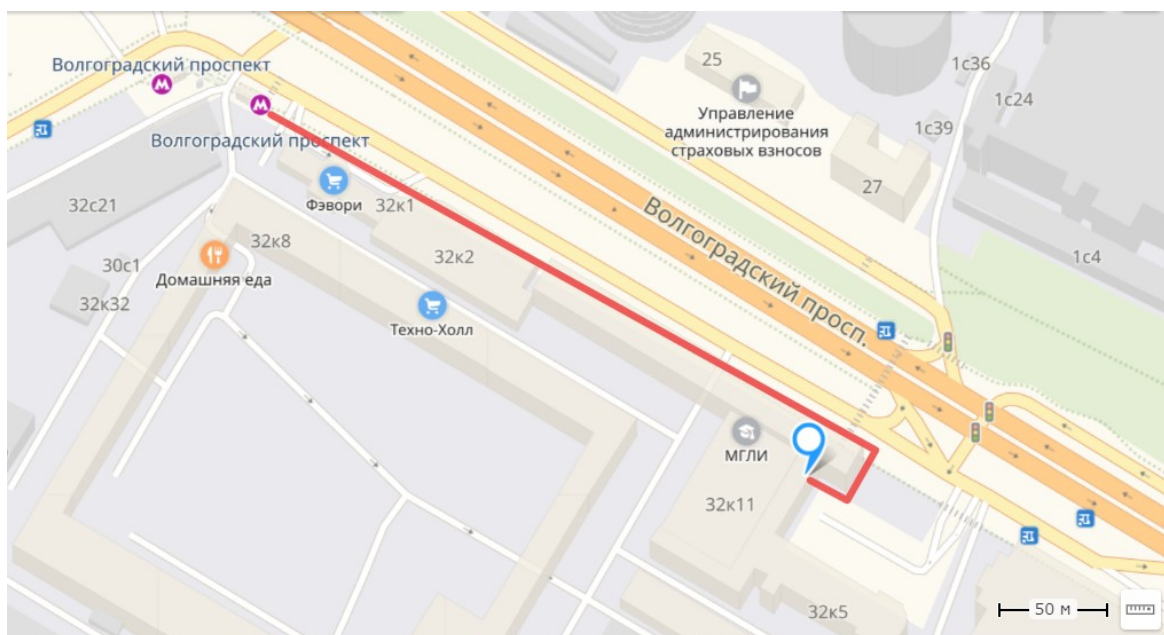 Волгоградский проспект
М
М
Волгоградский проспект
25
Управление
администрирования
страховых взносов
1с36
1с24
1с39
27
1с4
Фэвори
32к1
32с21
32к8
32к2
30с1
Домашняя еда
32к32
Техно-Холл
Волгоградский просп.
МГЛИ
32к11
32к5
50 м